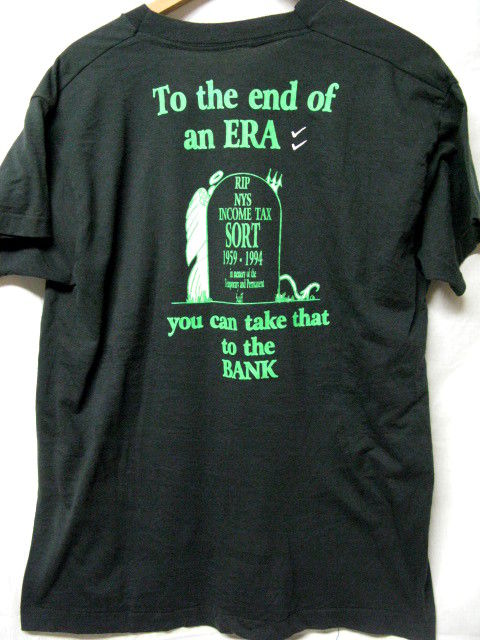 To the end of
an ERA
RIP
NYS
INCOME TAX
SORT
1959 - 1994
in memory of the
Temporary and Permanent
Staff
you can take that
to the
BANK